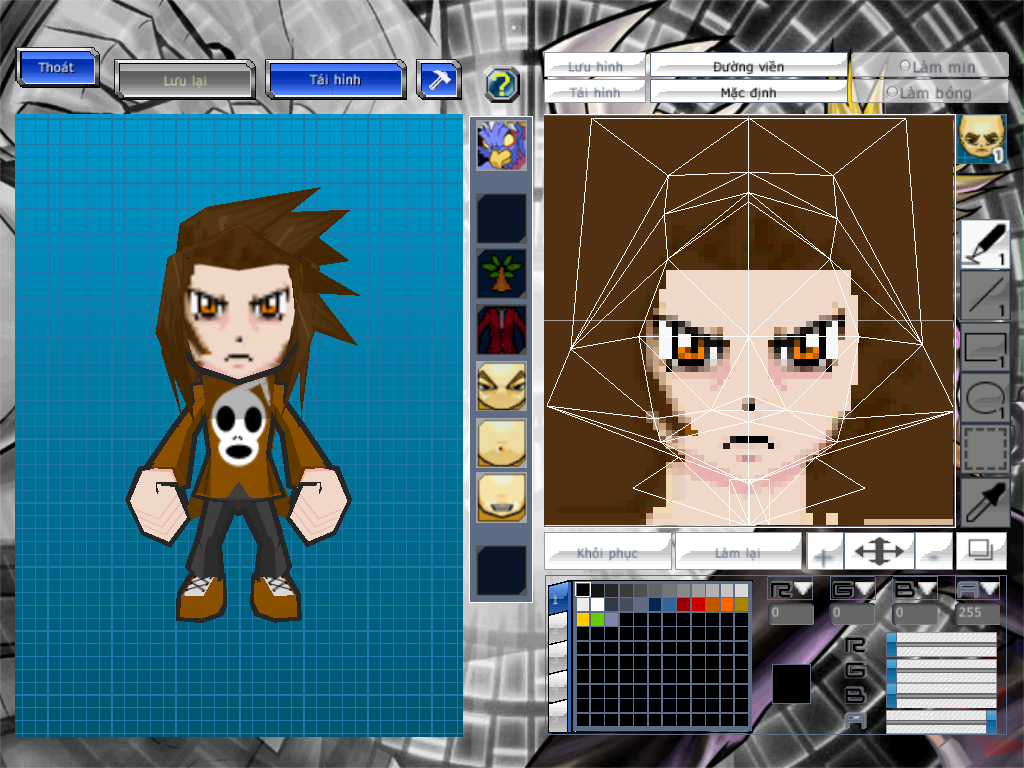 Thoát
Lưu lại
Tải hình
?
Lưu hình
Đường viền
Làm mịn
Tải hình
Mặc định
Làm bóng
1
1
1
1
1
Khôi phục
Làm lại
+
-
1
R
G
B
A
0
0
0
255
R
G
B
A